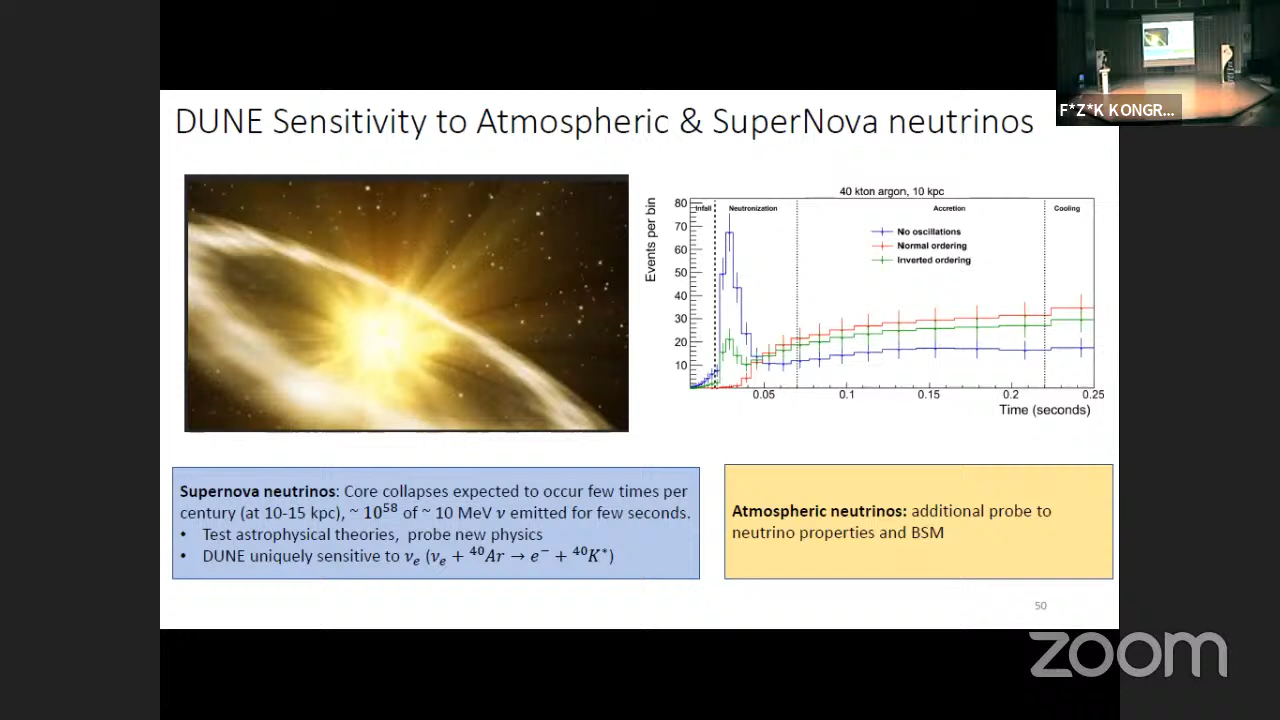 F*Z*K KONGR...
DUNE Sensitivity to Atmospheric & SuperNova neutrinos
40 kton argon, 10 kpc
Events per bin
80
70
60
50
40
30
20
10
Infall
Neutronization
Accretion
Cooling
No oscillations
Normal ordering
Inverted ordering
0.05
0.1
0.15
0.2
0.25
Time (seconds)
Supernova neutrinos: Core collapses expected to occur few times per
century (at 10-15 kpc), ~ 10⁵⁸ of ~ 10 MeV ν emitted for few seconds.
• Test astrophysical theories, probe new physics
• DUNE uniquely sensitive to νₑ (νₑ + ⁴⁰Ar → e⁻ + ⁴⁰K*)
Atmospheric neutrinos: additional probe to
neutrino properties and BSM
50
zoom